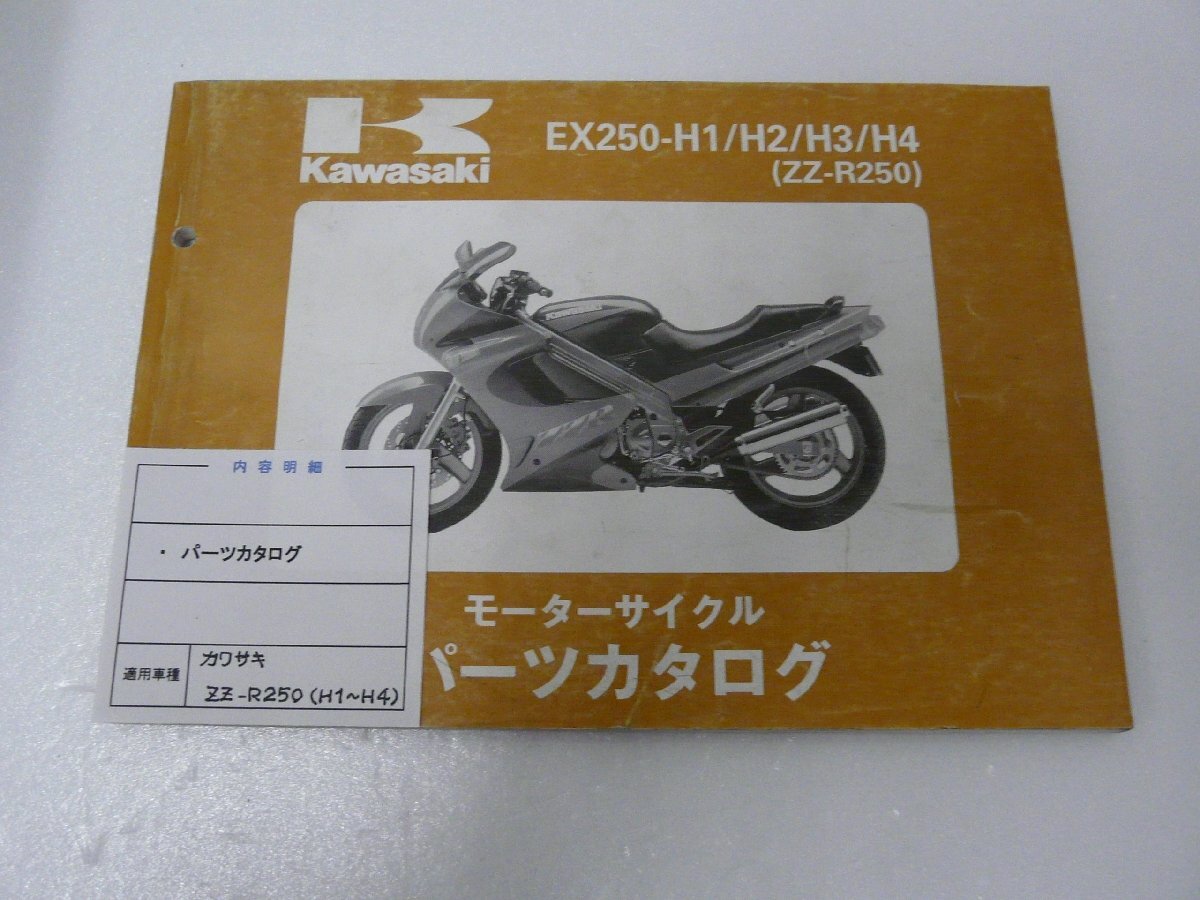 Kawasaki
EX250-H1/H2/H3/H4
(ZZ-R250)
KAWASAKI
ZZ-R
モーターサイクル
パーツカタログ
内容明細
・ パーツカタログ
適用車種
カワサキ
ZZ-R250 (H1~H4)